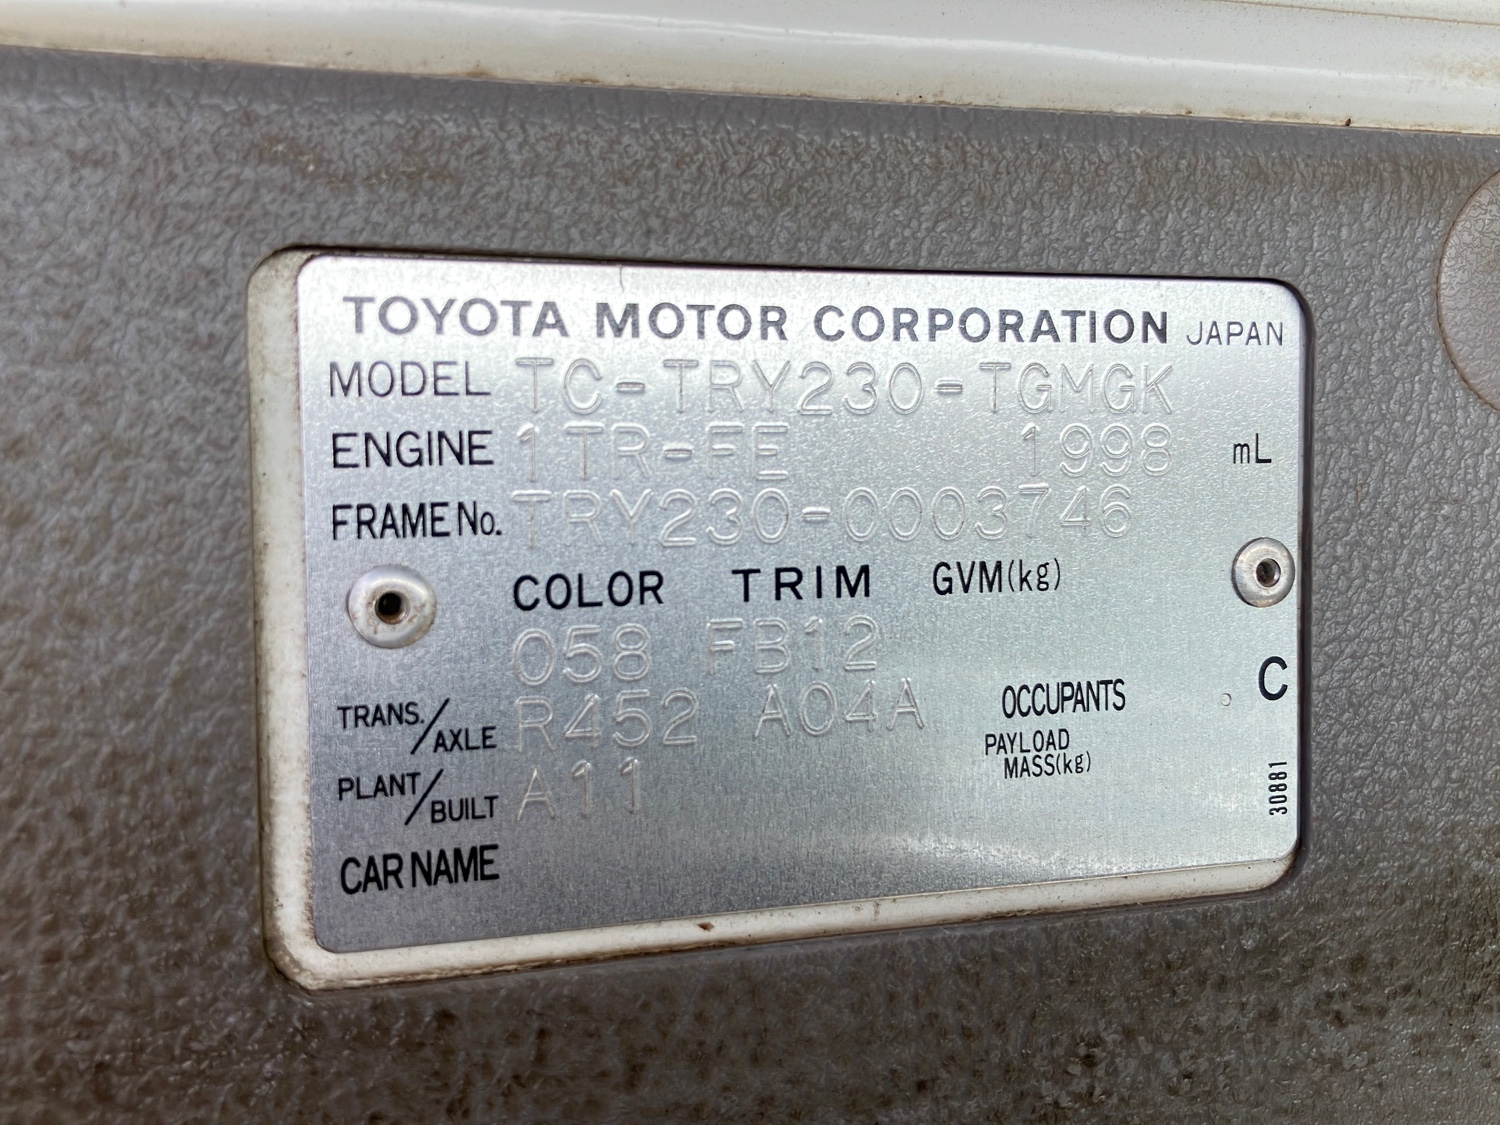 TOYOTA MOTOR CORPORATION JAPAN
MODEL TC-TRY230-TGMGK
ENGINE 1TR-FE 1998 mL
FRAME No. TRY230-0003746
COLOR TRIM GVM(kg)
058 FB12
TRANS./AXLE R452 A04A OCCUPANTS C
PAYLOAD MASS(kg)
PLANT/BUILT A11
30881
CAR NAME